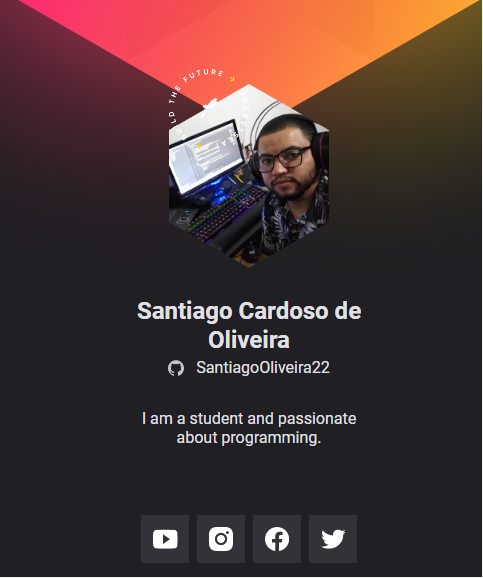 LD THE FUTURE →
Santiago Cardoso de
Oliveira
SantiagoOliveira22
I am a student and passionate
about programming.